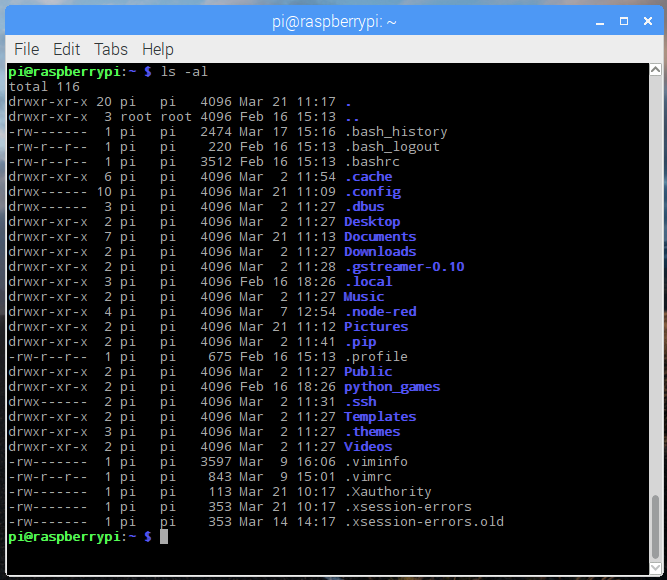 pi@raspberrypi: ~
File Edit Tabs Help
pi@raspberrypi:~ $ ls -al
total 116
drwxr-xr-x 20 pi   pi   4096 Mar 21 11:17 .
drwxr-xr-x  3 root root 4096 Feb 16 15:13 ..
-rw-------  1 pi   pi   2474 Mar 17 15:16 .bash_history
-rw-r--r--  1 pi   pi    220 Feb 16 15:13 .bash_logout
-rw-r--r--  1 pi   pi   3512 Feb 16 15:13 .bashrc
drwxr-xr-x  6 pi   pi   4096 Mar  2 11:54 .cache
drwx------ 10 pi   pi   4096 Mar 21 11:09 .config
drwx------  3 pi   pi   4096 Mar  2 11:27 .dbus
drwxr-xr-x  2 pi   pi   4096 Mar  2 11:27 Desktop
drwxr-xr-x  7 pi   pi   4096 Mar 21 11:13 Documents
drwxr-xr-x  2 pi   pi   4096 Mar  2 11:27 Downloads
drwxr-xr-x  2 pi   pi   4096 Mar  2 11:28 .gstreamer-0.10
drwxr-xr-x  3 pi   pi   4096 Feb 16 18:26 .local
drwxr-xr-x  2 pi   pi   4096 Mar  2 11:27 Music
drwxr-xr-x  4 pi   pi   4096 Mar  7 12:54 .node-red
drwxr-xr-x  2 pi   pi   4096 Mar 21 11:12 Pictures
drwxr-xr-x  2 pi   pi   4096 Mar  2 11:41 .pip
-rw-r--r--  1 pi   pi    675 Feb 16 15:13 .profile
drwxr-xr-x  2 pi   pi   4096 Mar  2 11:27 Public
drwxr-xr-x  2 pi   pi   4096 Feb 16 18:26 python_games
drwx------  2 pi   pi   4096 Mar  2 11:31 .ssh
drwxr-xr-x  2 pi   pi   4096 Mar  2 11:27 Templates
drwxr-xr-x  3 pi   pi   4096 Mar  2 11:27 .themes
drwxr-xr-x  2 pi   pi   4096 Mar  2 11:27 Videos
-rw-------  1 pi   pi   3597 Mar  9 16:06 .viminfo
-rw-r--r--  1 pi   pi    843 Mar  9 15:01 .vimrc
-rw-------  1 pi   pi    113 Mar 21 10:17 .Xauthority
-rw-------  1 pi   pi    353 Mar 21 10:17 .xsession-errors
-rw-------  1 pi   pi    353 Mar 14 14:17 .xsession-errors.old
pi@raspberrypi:~ $